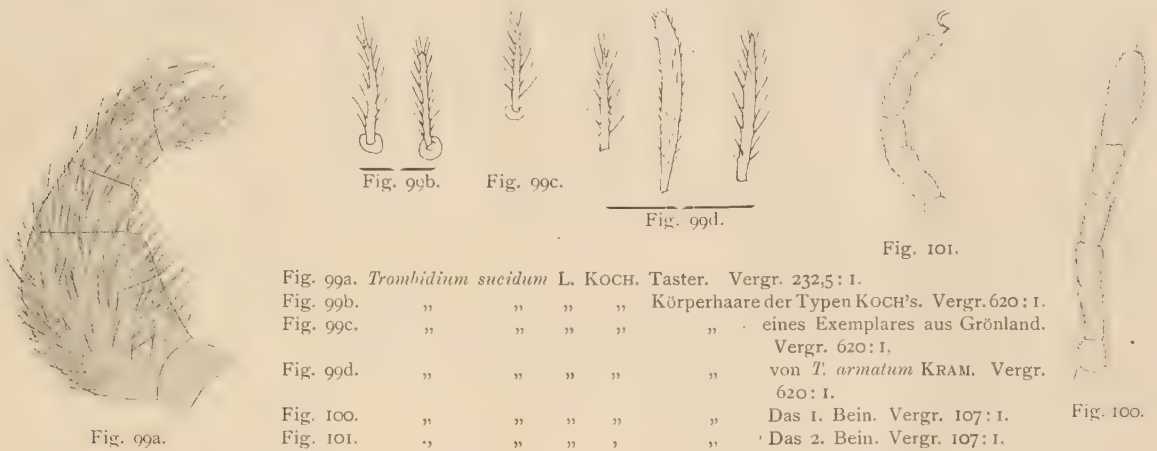 Fig. 99b.
Fig. 99c.
Fig. 99d.
Fig. 101.
Fig. 99a. Trombidium sucidum L. KOCH. Taster. Vergr. 232,5 : 1.
Fig. 99b. „ „ „ „ Körperhaare der Typen KOCH's. Vergr. 620 : 1.
Fig. 99c. „ „ „ „ „ eines Exemplares aus Grönland.
Vergr. 620 : 1,
Fig. 99d. „ „ „ „ „ von T. armatum KRAM. Vergr.
620 : 1.
Fig. 100. „ „ „ „ „ Das 1. Bein. Vergr. 107 : 1.
Fig. 101. „ „ „ , „ Das 2. Bein. Vergr. 107 : 1.
Fig. 99a.
Fig. 100.